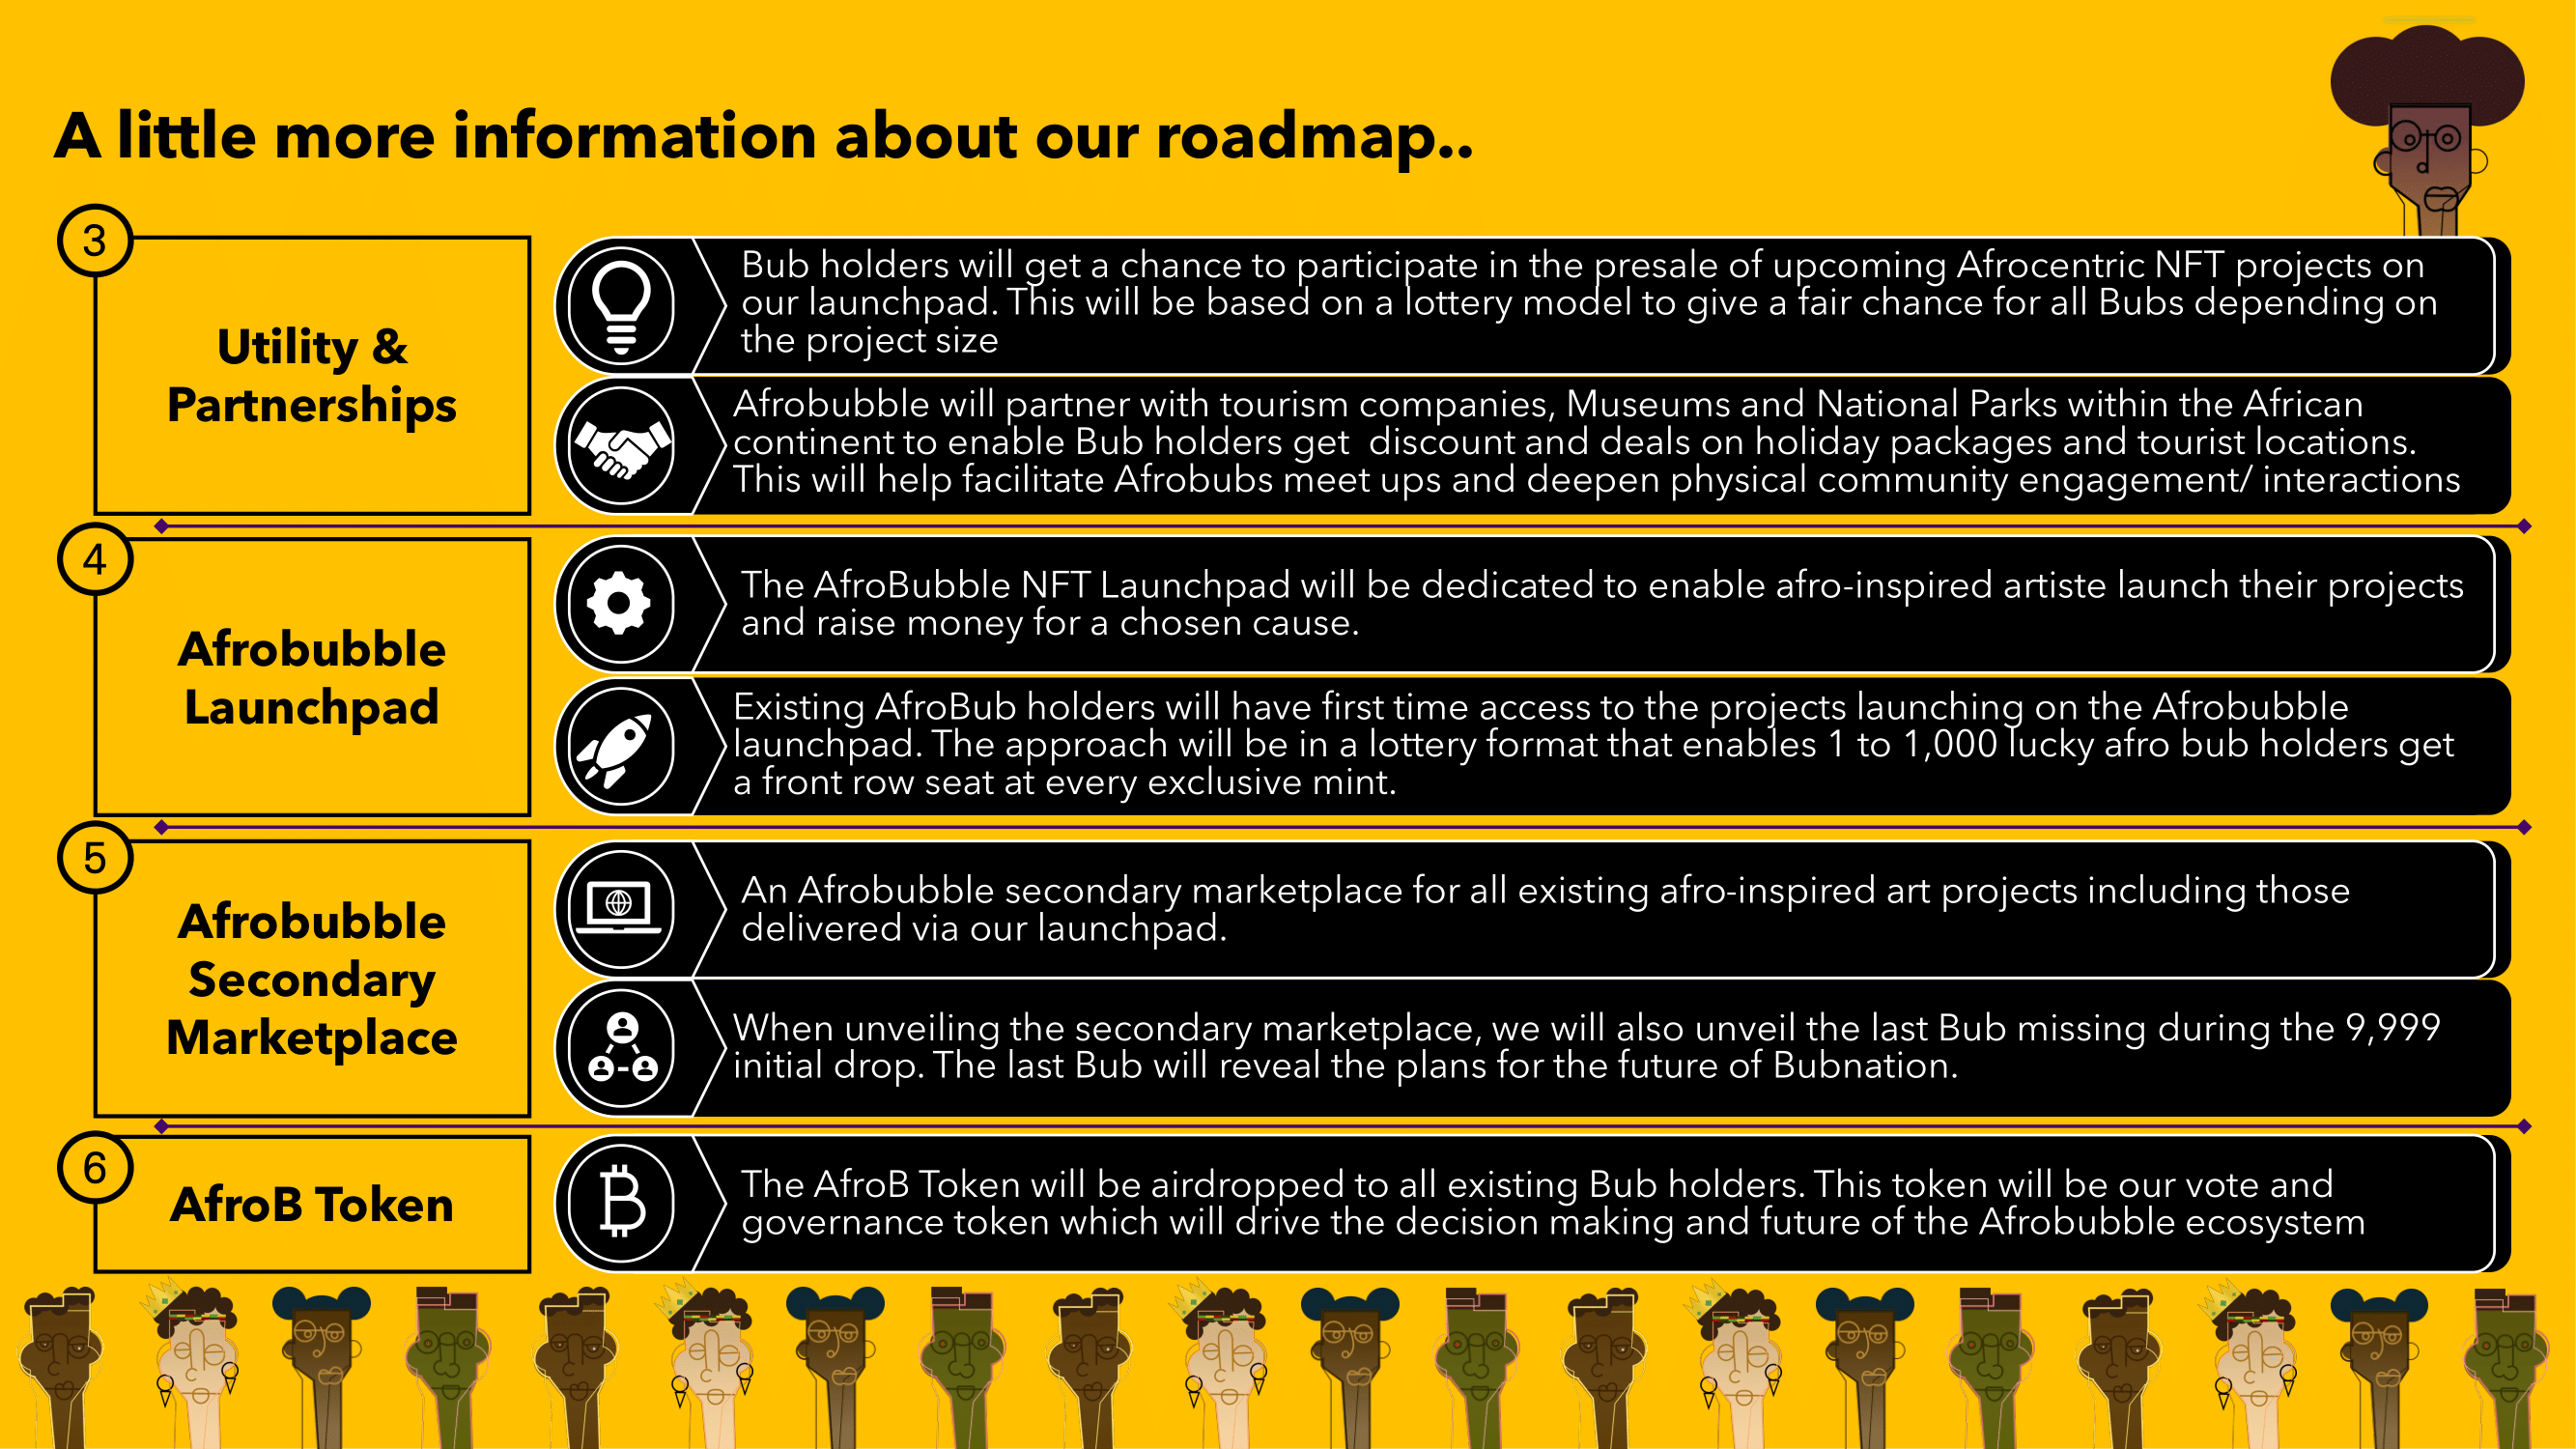 A little more information about our roadmap..
3
Utility &
Partnerships
Bub holders will get a chance to participate in the presale of upcoming Afrocentric NFT projects on
our launchpad. This will be based on a lottery model to give a fair chance for all Bubs depending on
the project size
Afrobubble will partner with tourism companies, Museums and National Parks within the African
continent to enable Bub holders get  discount and deals on holiday packages and tourist locations.
This will help facilitate Afrobubs meet ups and deepen physical community engagement/ interactions
4
Afrobubble
Launchpad
The AfroBubble NFT Launchpad will be dedicated to enable afro-inspired artiste launch their projects
and raise money for a chosen cause.
Existing AfroBub holders will have first time access to the projects launching on the Afrobubble
launchpad. The approach will be in a lottery format that enables 1 to 1,000 lucky afro bub holders get
a front row seat at every exclusive mint.
5
Afrobubble
Secondary
Marketplace
An Afrobubble secondary marketplace for all existing afro-inspired art projects including those
delivered via our launchpad.
When unveiling the secondary marketplace, we will also unveil the last Bub missing during the 9,999
initial drop. The last Bub will reveal the plans for the future of Bubnation.
6
AfroB Token
The AfroB Token will be airdropped to all existing Bub holders. This token will be our vote and
governance token which will drive the decision making and future of the Afrobubble ecosystem